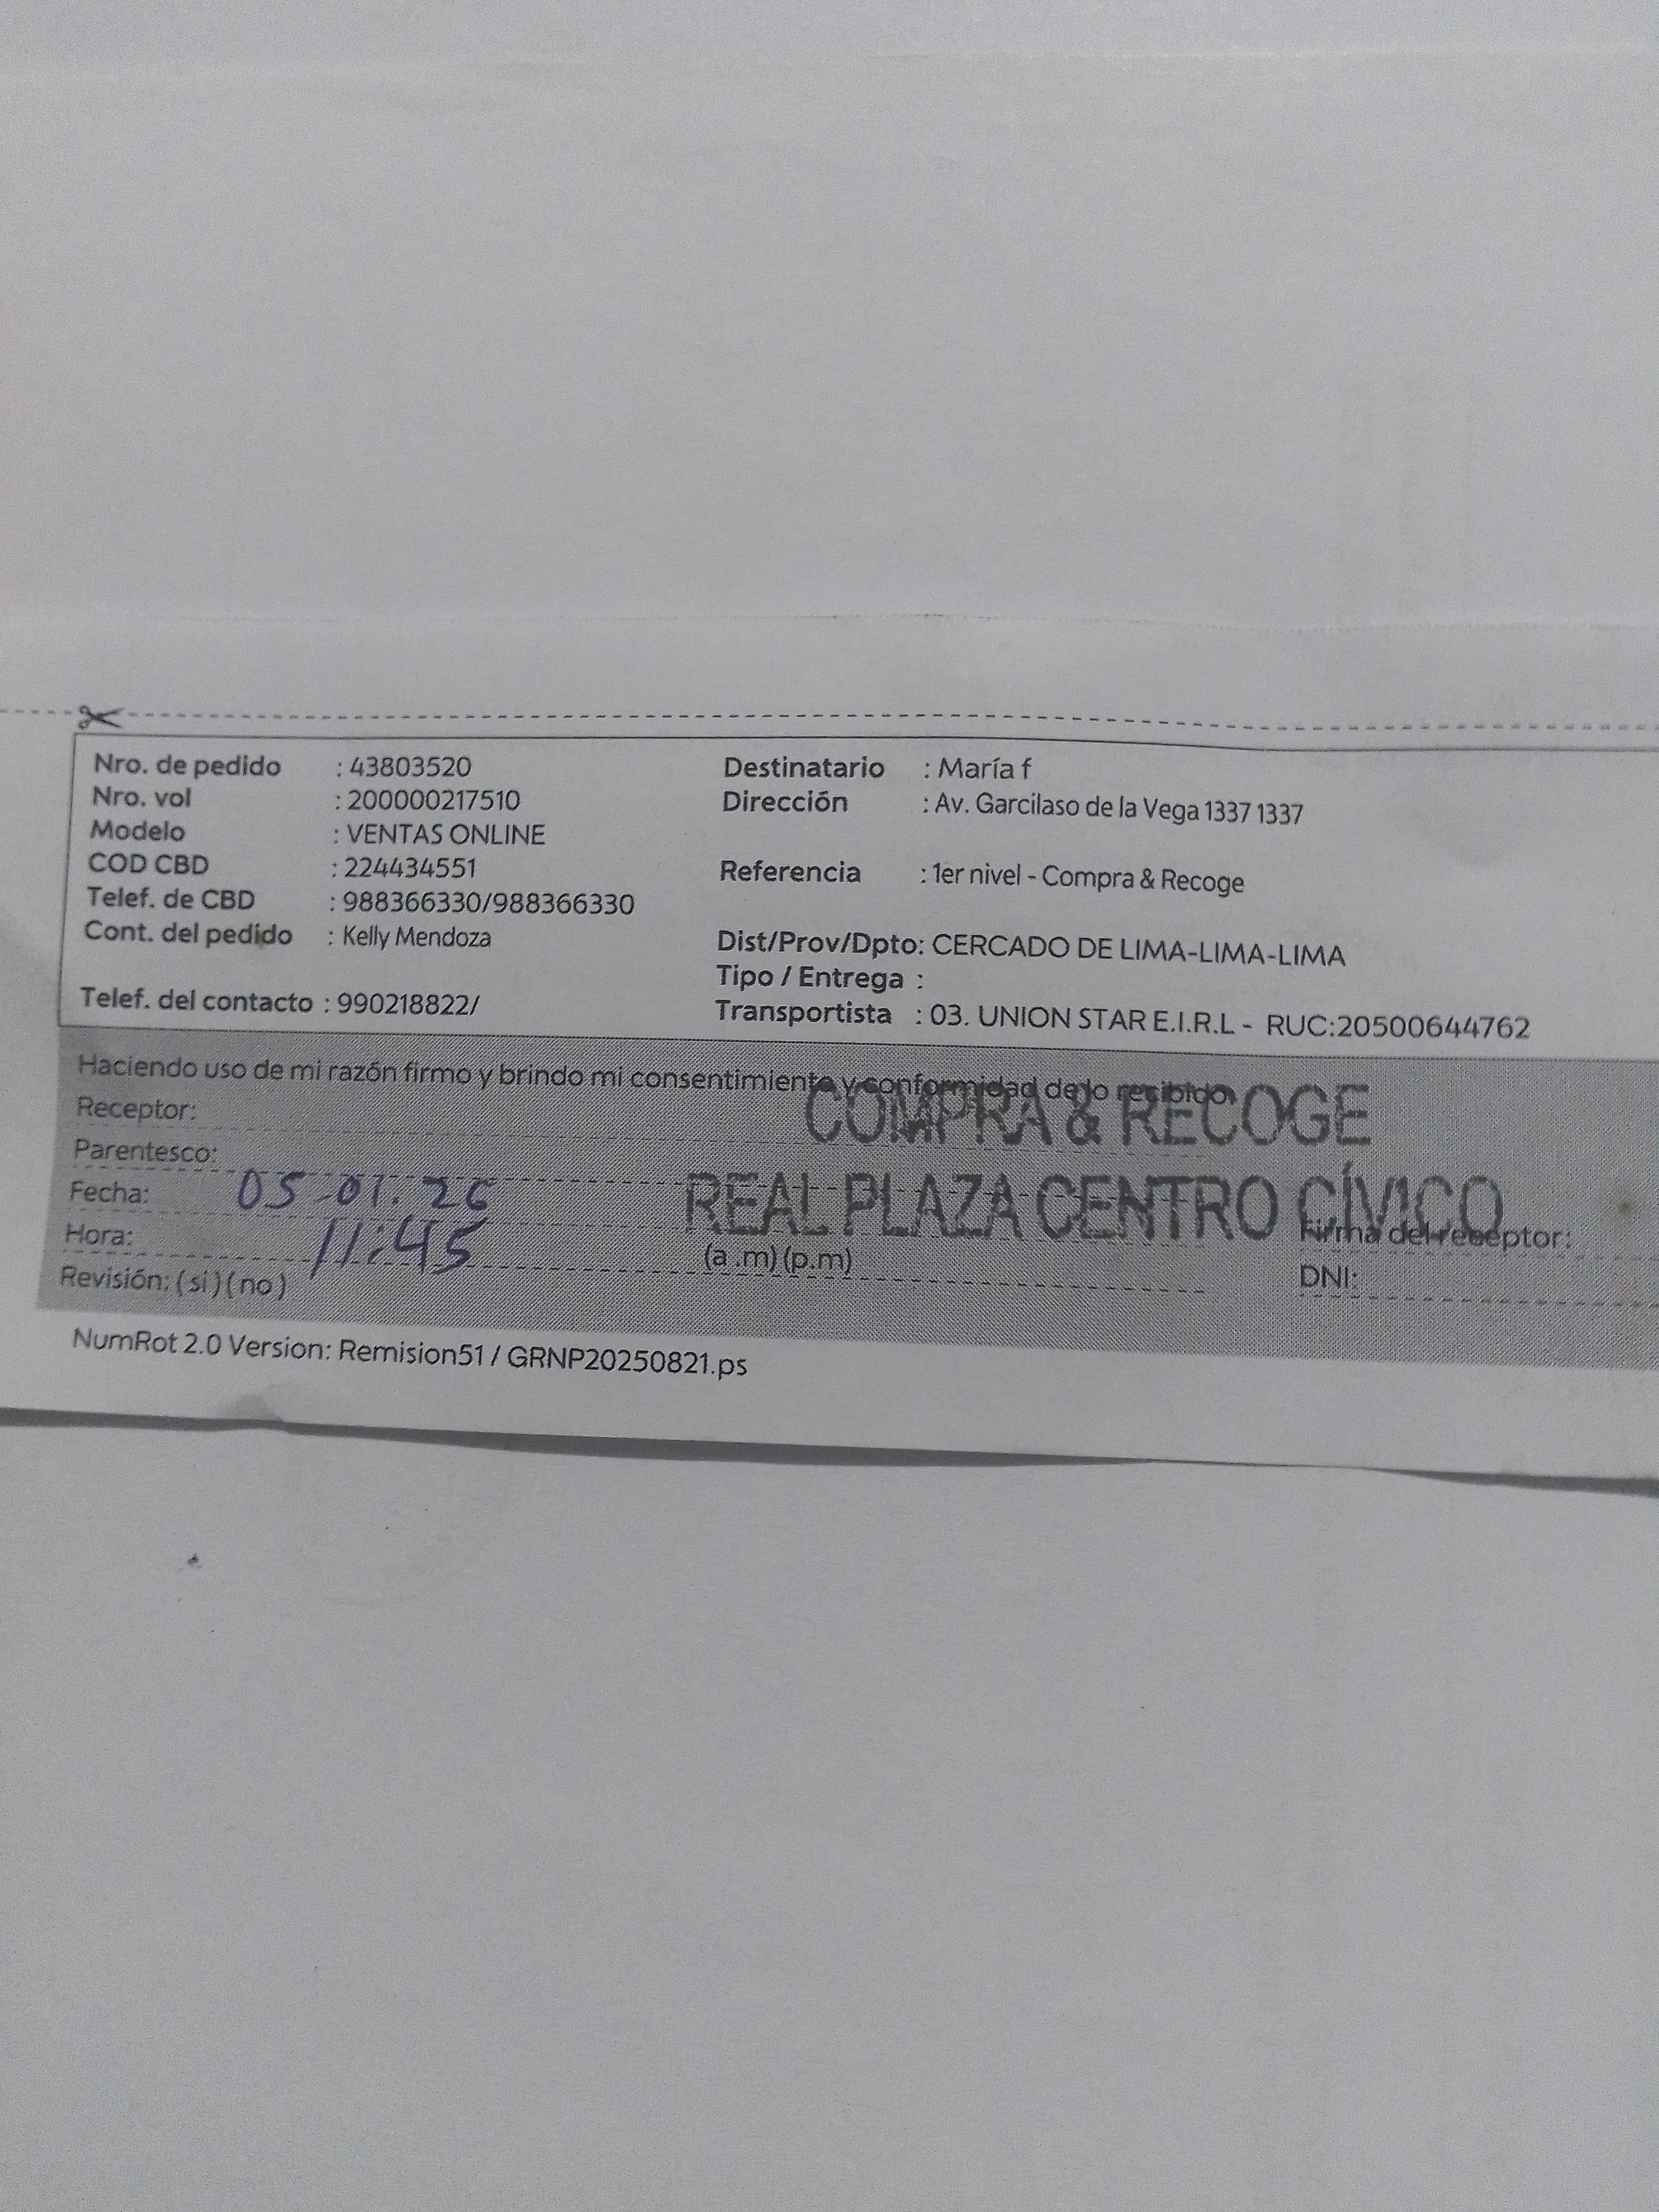 Nro. de pedido : 43803520
Nro. vol : 200000217510
Modelo : VENTAS ONLINE
COD CBD : 224434551
Telef. de CBD : 988366330/988366330
Cont. del pedido : Kelly Mendoza
Telef. del contacto : 990218822/
Destinatario : María f
Dirección : Av. Garcilaso de la Vega 1337 1337
Referencia : 1er nivel - Compra & Recoge
Dist/Prov/Dpto: CERCADO DE LIMA-LIMA-LIMA
Tipo / Entrega :
Transportista : 03. UNION STAR E.I.R.L - RUC:20500644762
Haciendo uso de mi razón firmo y brindo mi consentimiento y conformidad de lo recibido.
COMPRA & RECOGE
REAL PLAZA CENTRO CÍVICO
Receptor:
Parentesco:
Fecha: 05-01.26
Hora: 11:45 (a.m) (p.m)
Revisión: (si) (no)
Firma del receptor:
DNI:
NumRot 2.0 Version: Remision51 / GRNP20250821.ps